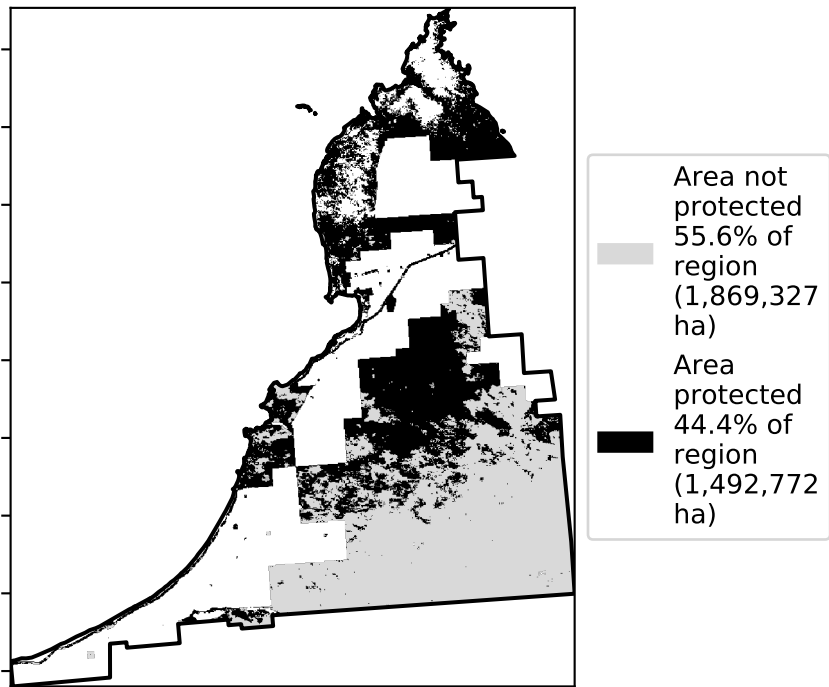 Area not
protected
55.6% of
region
(1,869,327
ha)
Area
protected
44.4% of
region
(1,492,772
ha)